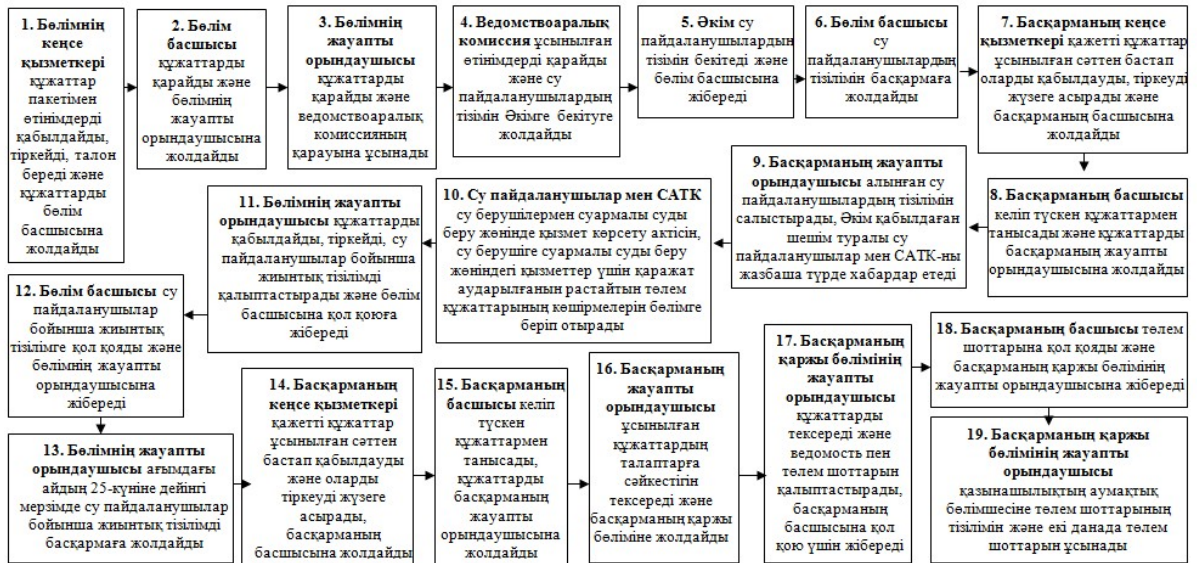 1. Бөлімнің
кеңсе
қызметкері
құжаттар
пакетімен
өтінімдерді
қабылдайды,
тіркейді, талон
береді және
құжаттарды
бөлім
басшысына
жолдайды
2. Бөлім
басшысы
құжаттарды
қарайды және
бөлімнің
жауапты
орындаушысына
жолдайды
3. Бөлімнің
жауапты
орындаушысы
құжаттарды
қарайды және
ведомствоаралық
комиссияның
қарауына ұсынады
4. Ведомствоаралық
комиссия ұсынылған
өтінімдерді қарайды
және су
пайдаланушылардың
тізімін Әкімге бекітуге
жолдайды
5. Әкім су
пайдаланушылардың
тізімін бекітеді және
бөлім басшысына
жібереді
6. Бөлім басшысы
су
пайдаланушылардың
тізілімін басқармаға
жолдайды
7. Басқарманың кеңсе
қызметкері қажетті құжаттар
ұсынылған сәттен бастап
оларды қабылдауды, тіркеуді
жүзеге асырады және
басқарманың басшысына
жолдайды
8. Басқарманың басшысы
келіп түскен құжаттармен
танысады және құжаттарды
басқарманың жауапты
орындаушысына жолдайды
9. Басқарманың жауапты
орындаушысы алынған су
пайдаланушылардың тізілімін
салыстырады, Әкім қабылдаған
шешім туралы су
пайдаланушылар мен САТК-ны
жазбаша түрде хабардар етеді
10. Су пайдаланушылар мен САТК
су берушілермен суармалы суды
беру жөнінде қызмет көрсету актісін,
су берушіге суармалы суды беру
жөніндегі қызметтер үшін қаражат
аударылғанын растайтын төлем
құжаттарының көшірмелерін бөлімге
беріп отырады
11. Бөлімнің жауапты
орындаушысы құжаттарды
қабылдайды, тіркейді, су
пайдаланушылар бойынша
жиынтық тізілімді
қалыптастырады және бөлім
басшысына қол қоюға
жібереді
12. Бөлім басшысы су
пайдаланушылар
бойынша жиынтық
тізілімге қол қояды және
бөлімнің жауапты
орындаушысына
жібереді
13. Бөлімнің жауапты
орындаушысы ағымдағы
айдың 25-күніне дейінгі
мерзімде су пайдаланушылар
бойынша жиынтық тізілімді
басқармаға жолдайды
14. Басқарманың
кеңсе қызметкері
қажетті құжаттар
ұсынылған сәттен
бастап қабылдауды
және оларды
тіркеуді жүзеге
асырады,
басқарманың
басшысына жолдайды
15. Басқарманың
басшысы келіп
түскен
құжаттармен
танысады,
құжаттарды
басқарманың
жауапты
орындаушысына
жолдайды
16. Басқарманың
жауапты
орындаушысы
ұсынылған
құжаттардың
талаптарға
сәйкестігін
тексереді және
басқарманың қаржы
бөліміне жолдайды
17. Басқарманың
қаржы бөлімінің
жауапты
орындаушысы
құжаттарды
тексереді және
ведомость пен
төлем шоттарын
қалыптастырады,
басқарманың
басшысына қол
қою үшін жібереді
18. Басқарманың басшысы төлем
шоттарына қол қояды және
басқарманың қаржы бөлімінің
жауапты орындаушысына жібереді
19. Басқарманың қаржы
бөлімінің жауапты
орындаушысы
қазынашылықтың аумақтық
бөлімшесіне төлем шоттарының
тізілімін және екі данада төлем
шоттарын ұсынады